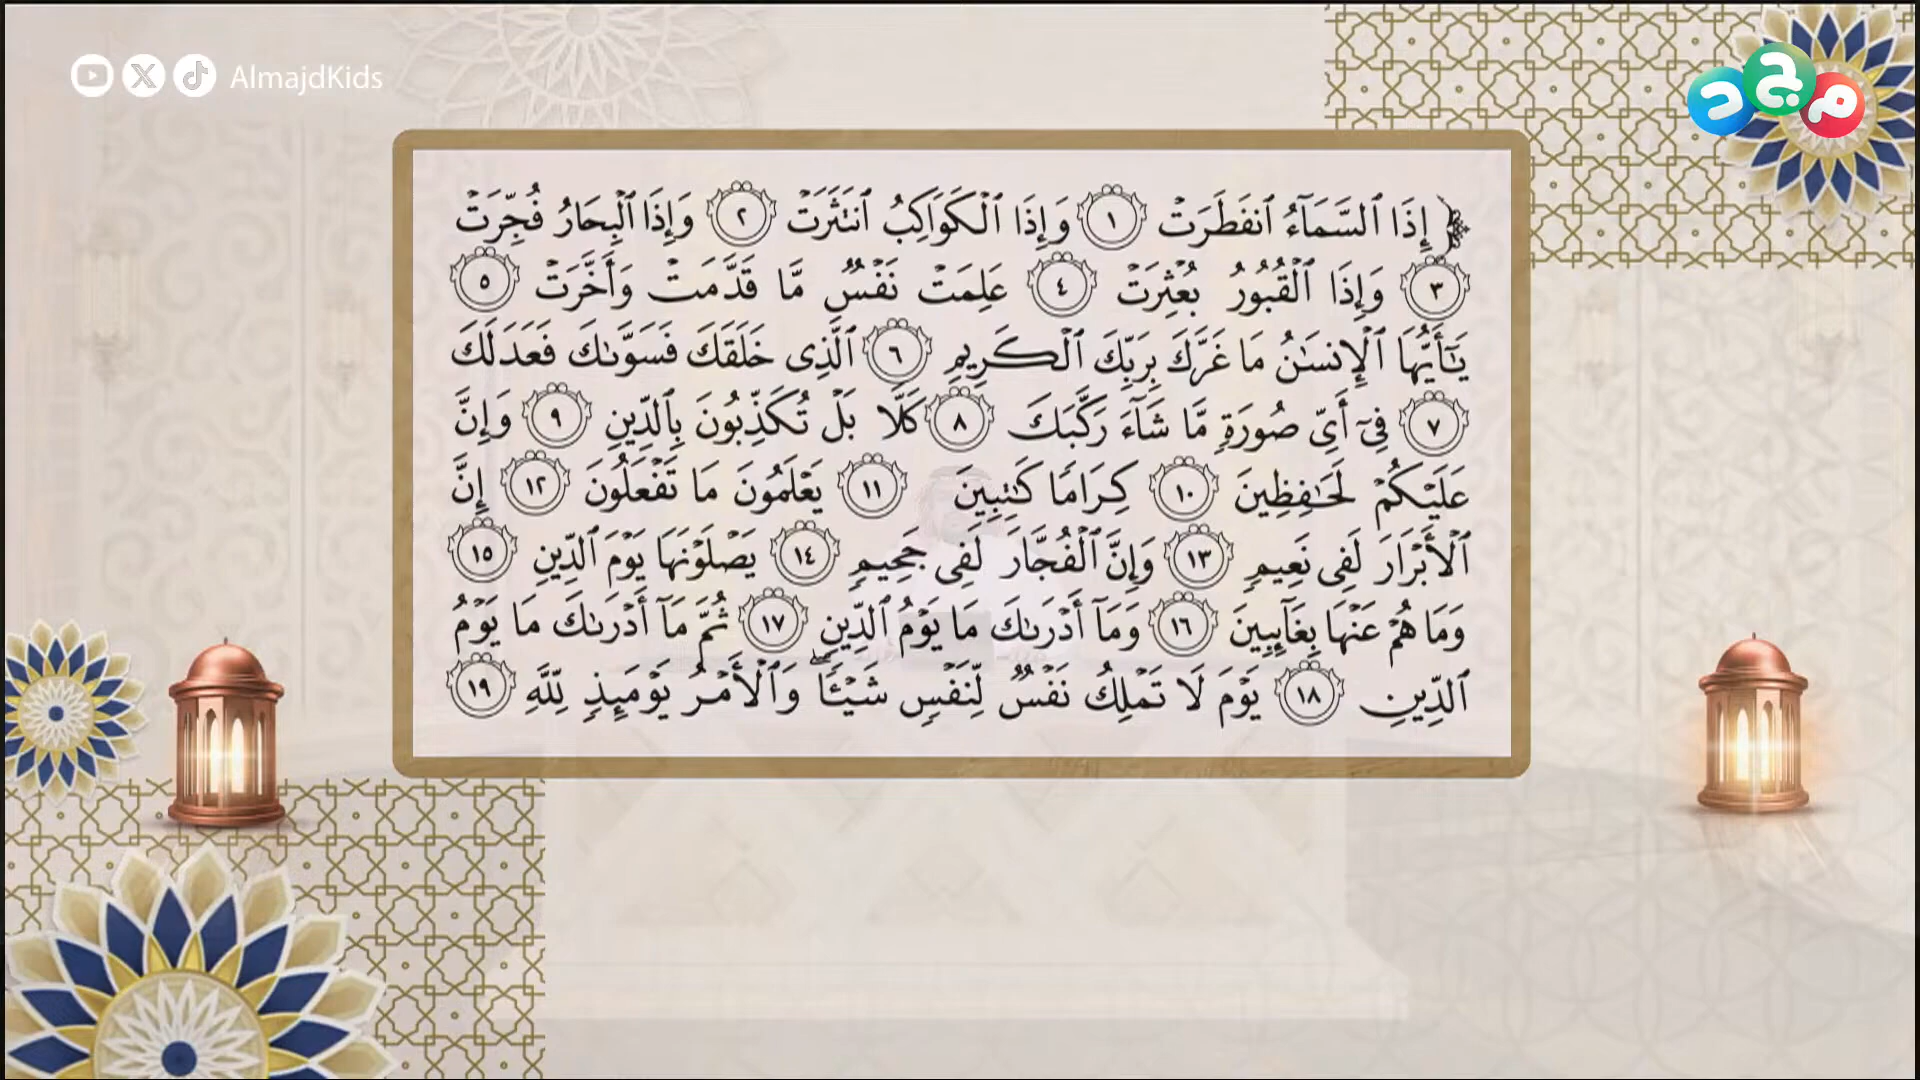 AlmajdKids
مجد
﴿ إِذَا ٱلسَّمَآءُ ٱنفَطَرَتۡ ١ وَإِذَا ٱلۡكَوَاكِبُ ٱنتَثَرَتۡ ٢ وَإِذَا ٱلۡبِحَارُ فُجِّرَتۡ
٣ وَإِذَا ٱلۡقُبُورُ بُعۡثِرَتۡ ٤ عَلِمَتۡ نَفۡسٞ مَّا قَدَّمَتۡ وَأَخَّرَتۡ ٥
يَٰٓأَيُّهَا ٱلۡإِنسَٰنُ مَا غَرَّكَ بِرَبِّكَ ٱلۡكَرِيمِ ٦ ٱلَّذِي خَلَقَكَ فَسَوَّىٰكَ فَعَدَلَكَ
٧ فِيٓ أَيِّ صُورَةٖ مَّا شَآءَ رَكَّبَكَ ٨ كَلَّا بَلۡ تُكَذِّبُونَ بِٱلدِّينِ ٩ وَإِنَّ
عَلَيۡكُمۡ لَحَٰفِظِينَ ١٠ كِرَامٗا كَٰتِبِينَ ١١ يَعۡلَمُونَ مَا تَفۡعَلُونَ ١٢ إِنَّ
ٱلۡأَبۡرَارَ لَفِي نَعِيمٖ ١٣ وَإِنَّ ٱلۡفُجَّارَ لَفِي جَحِيمٖ ١٤ يَصۡلَوۡنَهَا يَوۡمَ ٱلدِّينِ ١٥
وَمَا هُمۡ عَنۡهَا بِغَآئِبِينَ ١٦ وَمَآ أَدۡرَىٰكَ مَا يَوۡمُ ٱلدِّينِ ١٧ ثُمَّ مَآ أَدۡرَىٰكَ مَا يَوۡمُ
ٱلدِّينِ ١٨ يَوۡمَ لَا تَمۡلِكُ نَفۡسٞ لِّنَفۡسٖ شَيۡـٔٗاۖ وَٱلۡأَمۡرُ يَوۡمَئِذٖ لِّلَّهِ ١٩